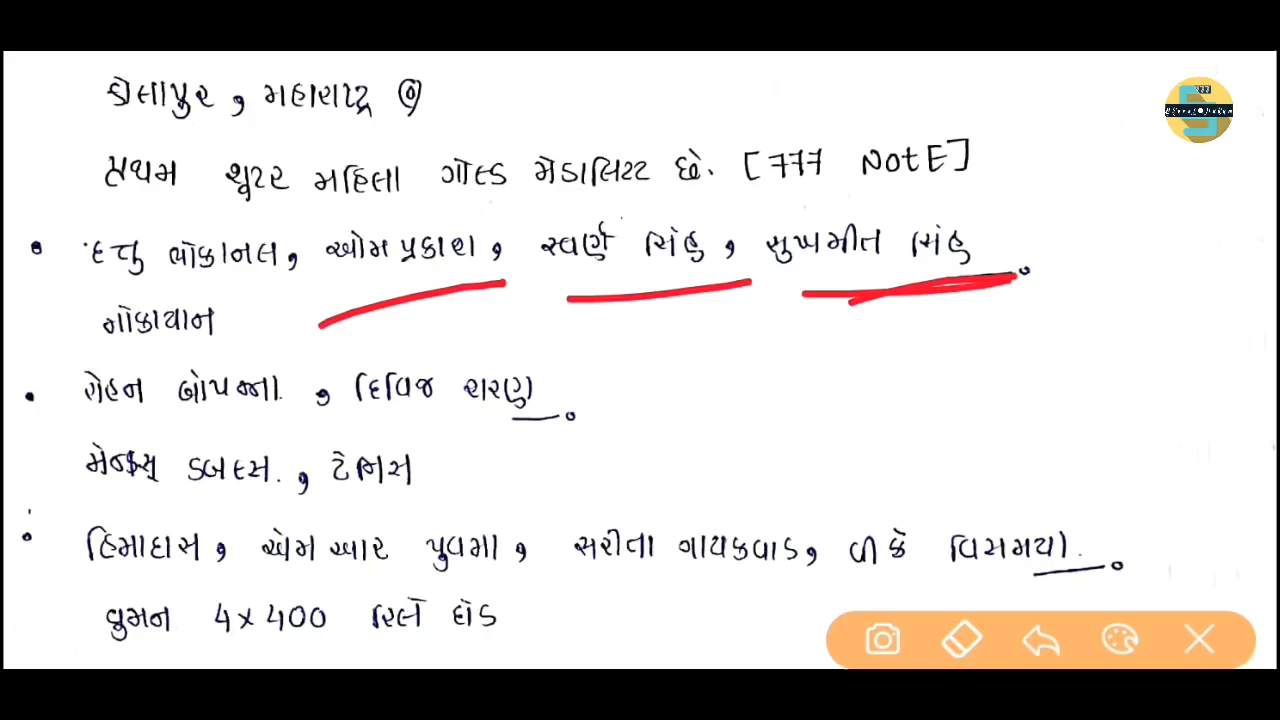 કોલાપુર, મહારાષ્ટ્ર
પ્રથમ શૂટર મહિલા ગોલ્ડ મેડાલિસ્ટ છે. [777 NotE]
• દત્તુ ભોકાનલ, ઓમ પ્રકાશ, સ્વર્ણ સિંહ, સુખમીત સિંહ.
નૌકાયાન
• રોહન બોપન્ના, દિવિજ શરણ.
મેન્સ ડબલ્સ, ટેનિસ
• હિમાદાસ, એમ આર પુવમા, સરીતા ગાયકવાડ, વી કે વિસમયા.
વુમન 4×400 રિલે દોડ